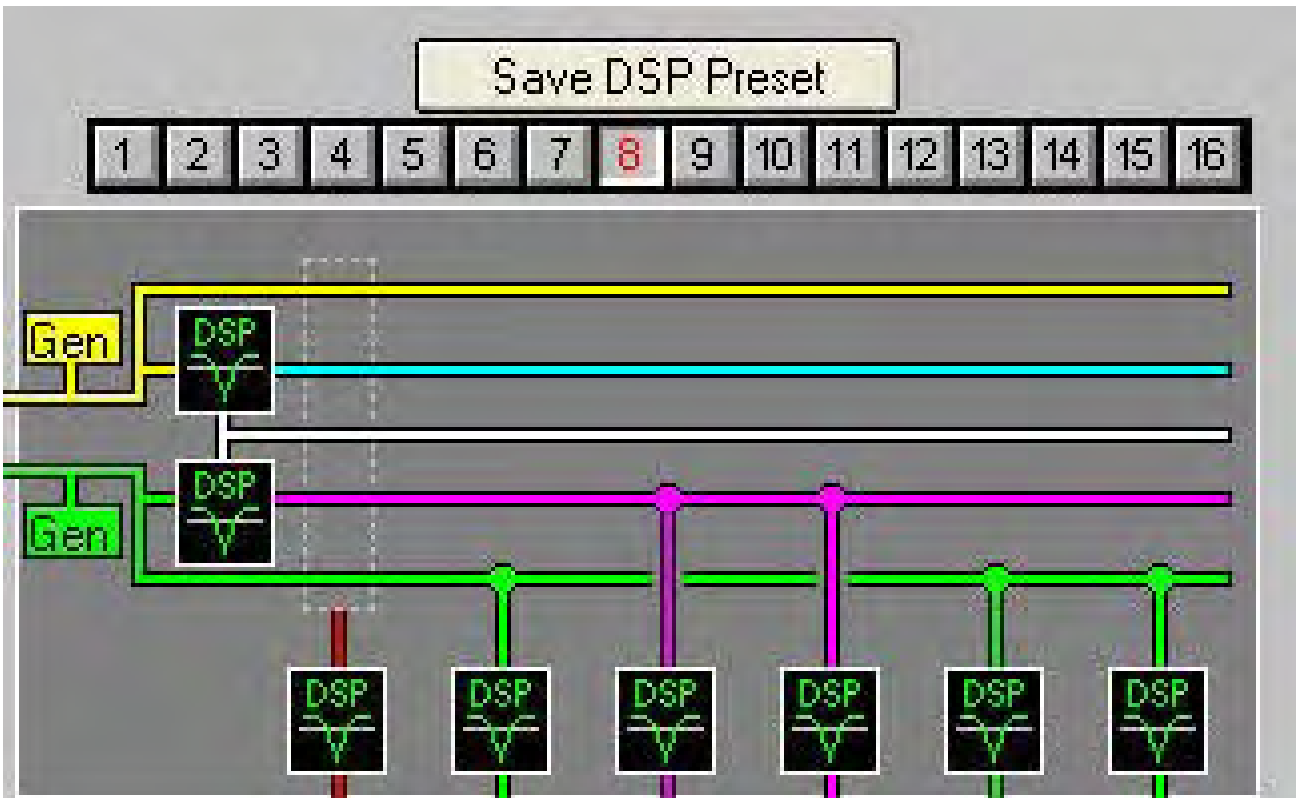 Save DSP Preset
1 2 3 4 5 6 7 8 9 10 11 12 13 14 15 16
Gen
DSP
DSP
Gen
DSP DSP DSP DSP DSP DSP